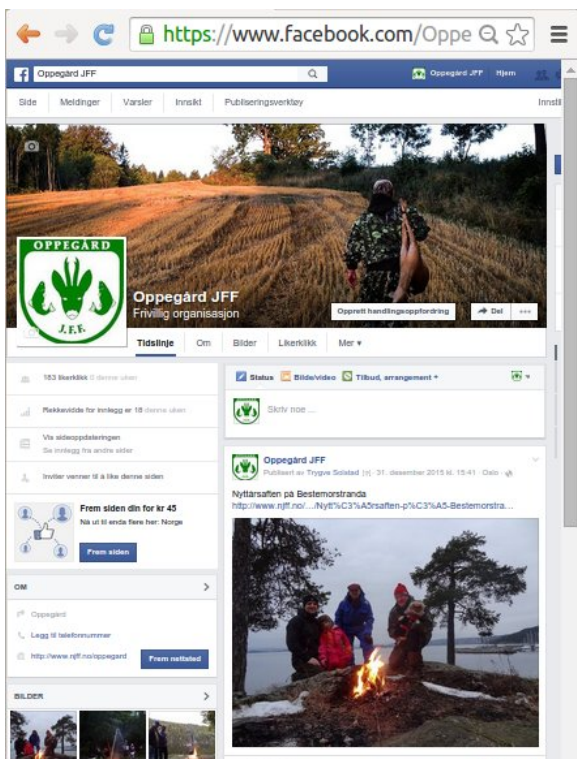 https://www.facebook.com/Oppe
Oppegård JFF
Oppegård JFF Hjem
Side Meldinger Varsler Innsikt Publiseringsverktøy Innstil
OPPEGÅRD
J.F.F.
Oppegård JFF
Frivillig organisasjon
Opprett handlingsoppfordring Del
Tidslinje Om Bilder Likerklikk Mer
183 likerklikk 0 denne uken
Rekkevidde for innlegg er 18 denne uken
Vis sideoppdateringen
Se innlegg fra andre sider
Inviter venner til å like denne siden
Frem siden din for kr 45
Nå ut til enda flere her: Norge
Frem siden
OM
Oppegård
Legg til telefonnummer
http://www.njff.no/oppegard Frem nettsted
BILDER
Status Bilde/video Tilbud, arrangement +
Skriv noe ...
Oppegård JFF
Publisert av Trygve Solstad [?] · 31. desember 2015 kl. 15:41 · Oslo ·
Nyttårsaften på Bestemorstranda
http://www.njff.no/.../Nytt%C3%A5rsaften-p%C3%A5-Bestemorstra...